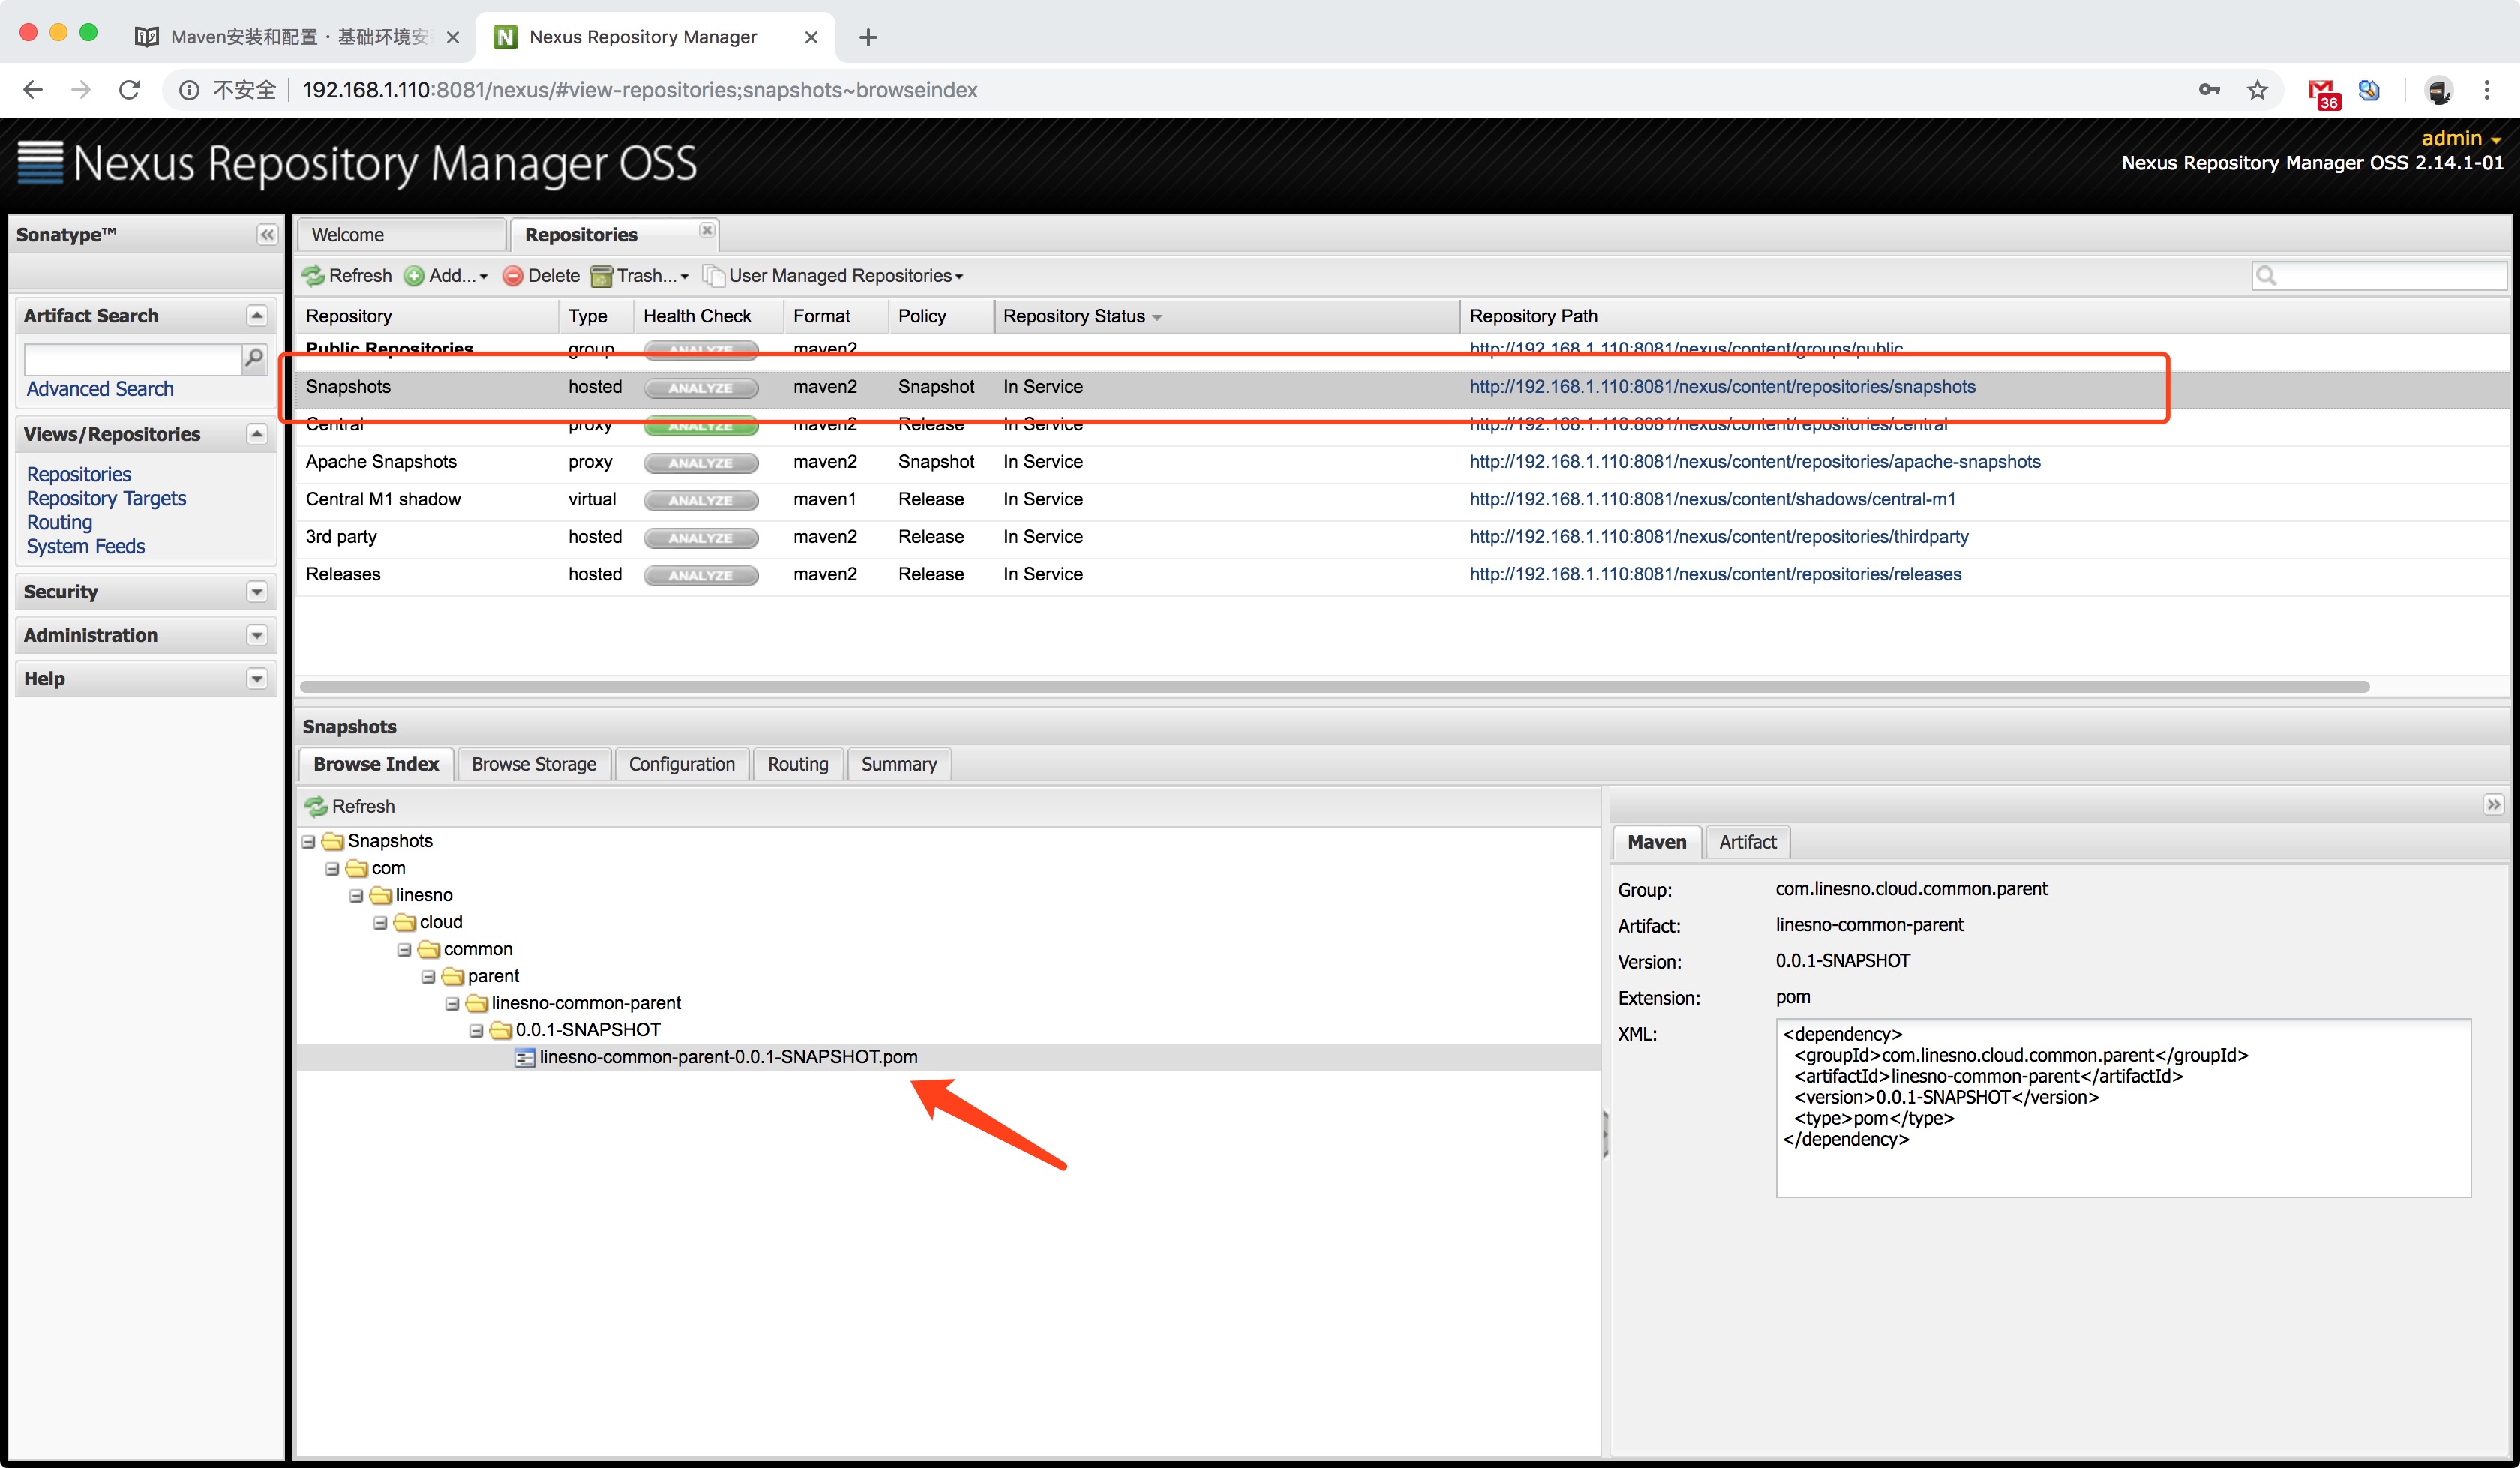 Maven安装和配置 · 基础环境安
Nexus Repository Manager
不安全
192.168.1.110:8081/nexus/#view-repositories;snapshots~browseindex
36
Nexus Repository Manager OSS
admin
Nexus Repository Manager OSS 2.14.1-01
Sonatype™
Artifact Search
Advanced Search
Views/Repositories
Repositories
Repository Targets
Routing
System Feeds
Security
Administration
Help
Welcome
Repositories
Refresh Add... Delete Trash... User Managed Repositories
Repository Type Health Check Format Policy Repository Status Repository Path
Public Repositories group ANALYZE maven2 http://192.168.1.110:8081/nexus/content/groups/public
Snapshots hosted ANALYZE maven2 Snapshot In Service http://192.168.1.110:8081/nexus/content/repositories/snapshots
Central proxy ANALYZE maven2 Release In Service http://192.168.1.110:8081/nexus/content/repositories/central
Apache Snapshots proxy ANALYZE maven2 Snapshot In Service http://192.168.1.110:8081/nexus/content/repositories/apache-snapshots
Central M1 shadow virtual ANALYZE maven1 Release In Service http://192.168.1.110:8081/nexus/content/shadows/central-m1
3rd party hosted ANALYZE maven2 Release In Service http://192.168.1.110:8081/nexus/content/repositories/thirdparty
Releases hosted ANALYZE maven2 Release In Service http://192.168.1.110:8081/nexus/content/repositories/releases
Snapshots
Browse Index Browse Storage Configuration Routing Summary
Refresh
Snapshots
com
linesno
cloud
common
parent
linesno-common-parent
0.0.1-SNAPSHOT
linesno-common-parent-0.0.1-SNAPSHOT.pom
Maven Artifact
Group: com.linesno.cloud.common.parent
Artifact: linesno-common-parent
Version: 0.0.1-SNAPSHOT
Extension: pom
XML:
<dependency>
<groupId>com.linesno.cloud.common.parent</groupId>
<artifactId>linesno-common-parent</artifactId>
<version>0.0.1-SNAPSHOT</version>
<type>pom</type>
</dependency>